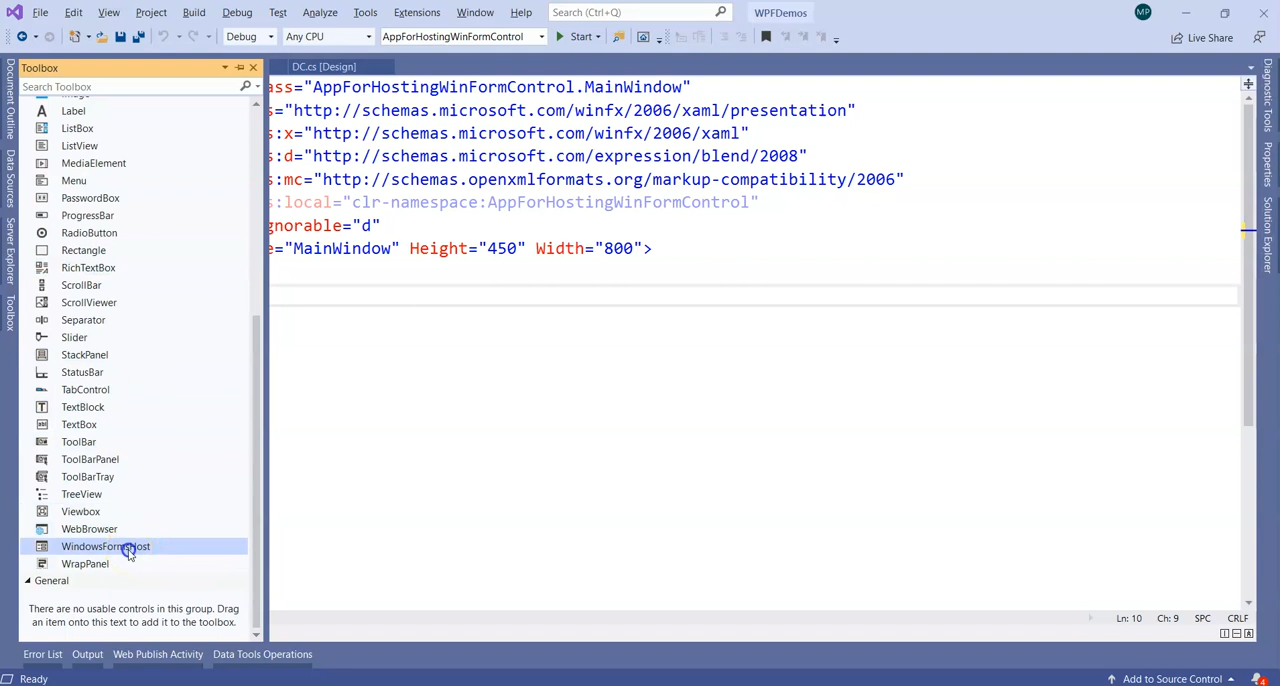 File Edit View Project Build Debug Test Analyze Tools Extensions Window Help Search (Ctrl+Q) WPFDemos MP
Debug Any CPU AppForHostingWinFormControl Start Live Share
Toolbox
DC.cs [Design]
Search Toolbox
Label
ListBox
ListView
MediaElement
Menu
PasswordBox
ProgressBar
RadioButton
Rectangle
RichTextBox
ScrollBar
ScrollViewer
Separator
Slider
StackPanel
StatusBar
TabControl
TextBlock
TextBox
ToolBar
ToolBarPanel
ToolBarTray
TreeView
Viewbox
WebBrowser
WindowsFormsHost
WrapPanel
General
There are no usable controls in this group. Drag
an item onto this text to add it to the toolbox.
ass="AppForHostingWinFormControl.MainWindow"
s="http://schemas.microsoft.com/winfx/2006/xaml/presentation"
s:x="http://schemas.microsoft.com/winfx/2006/xaml"
s:d="http://schemas.microsoft.com/expression/blend/2008"
s:mc="http://schemas.openxmlformats.org/markup-compatibility/2006"
s:local="clr-namespace:AppForHostingWinFormControl"
gnorable="d"
e="MainWindow" Height="450" Width="800">
Document Outline
Data Sources
Server Explorer
Toolbox
Diagnostic Tools
Properties
Solution Explorer
Ln: 10 Ch: 9 SPC CRLF
Error List Output Web Publish Activity Data Tools Operations
Ready Add to Source Control 4